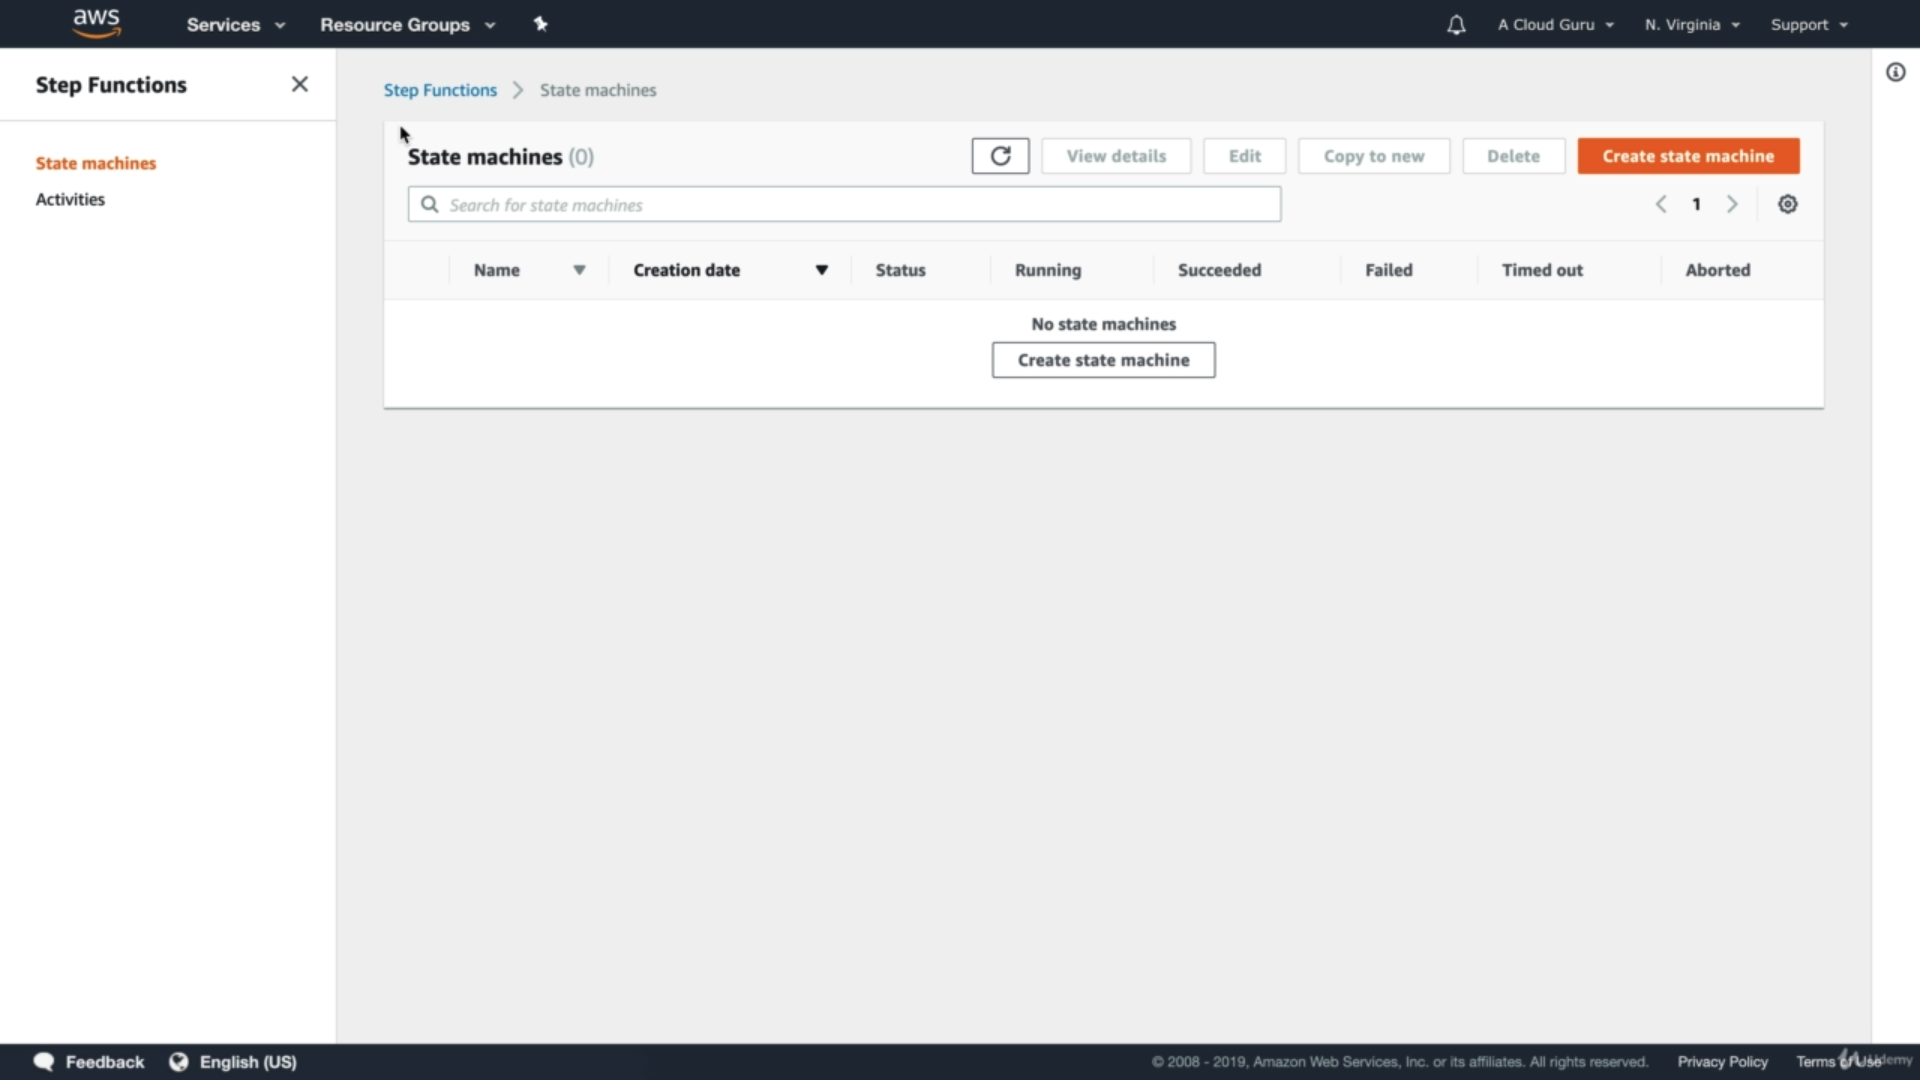 aws Services Resource Groups A Cloud Guru N. Virginia Support
Step Functions
State machines
Activities
Step Functions State machines
State machines (0) View details Edit Copy to new Delete Create state machine
Search for state machines 1
Name Creation date Status Running Succeeded Failed Timed out Aborted
No state machines
Create state machine
Feedback English (US) © 2008 - 2019, Amazon Web Services, Inc. or its affiliates. All rights reserved. Privacy Policy Terms of Use